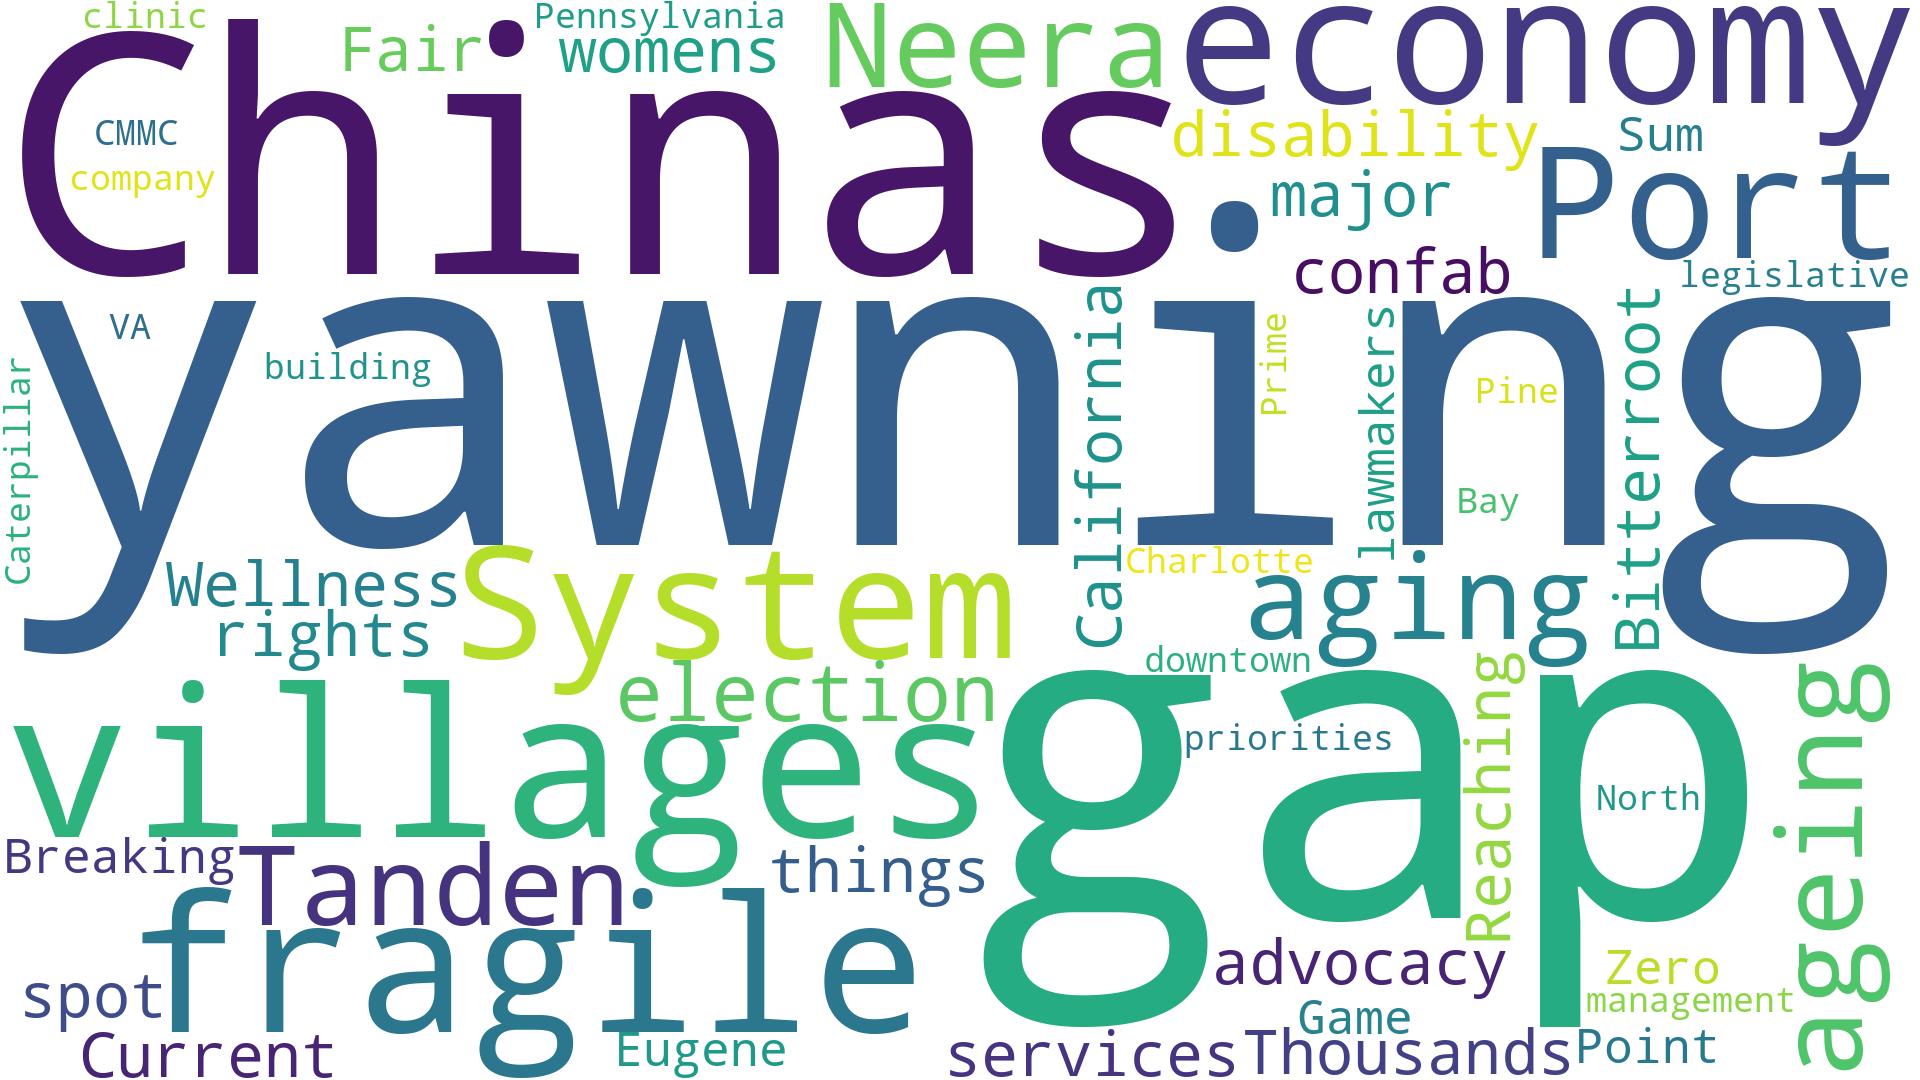 clinic
Pennsylvania
Fair
womens
Neera
economy
Chinas
CMMC
company
disability
Sum
major
Port
confab
legislative
yawning
VA
building
Caterpillar
California
Prime
lawmakers
Pine
Bay
Bitterroot
Charlotte
Wellness
System
aging
rights
election
downtown
villages
gap
priorities
Reaching
North
ageing
Breaking
Tanden
things
fragile
advocacy
Zero
spot
management
Game
Current
Eugene
services
Thousands
Point